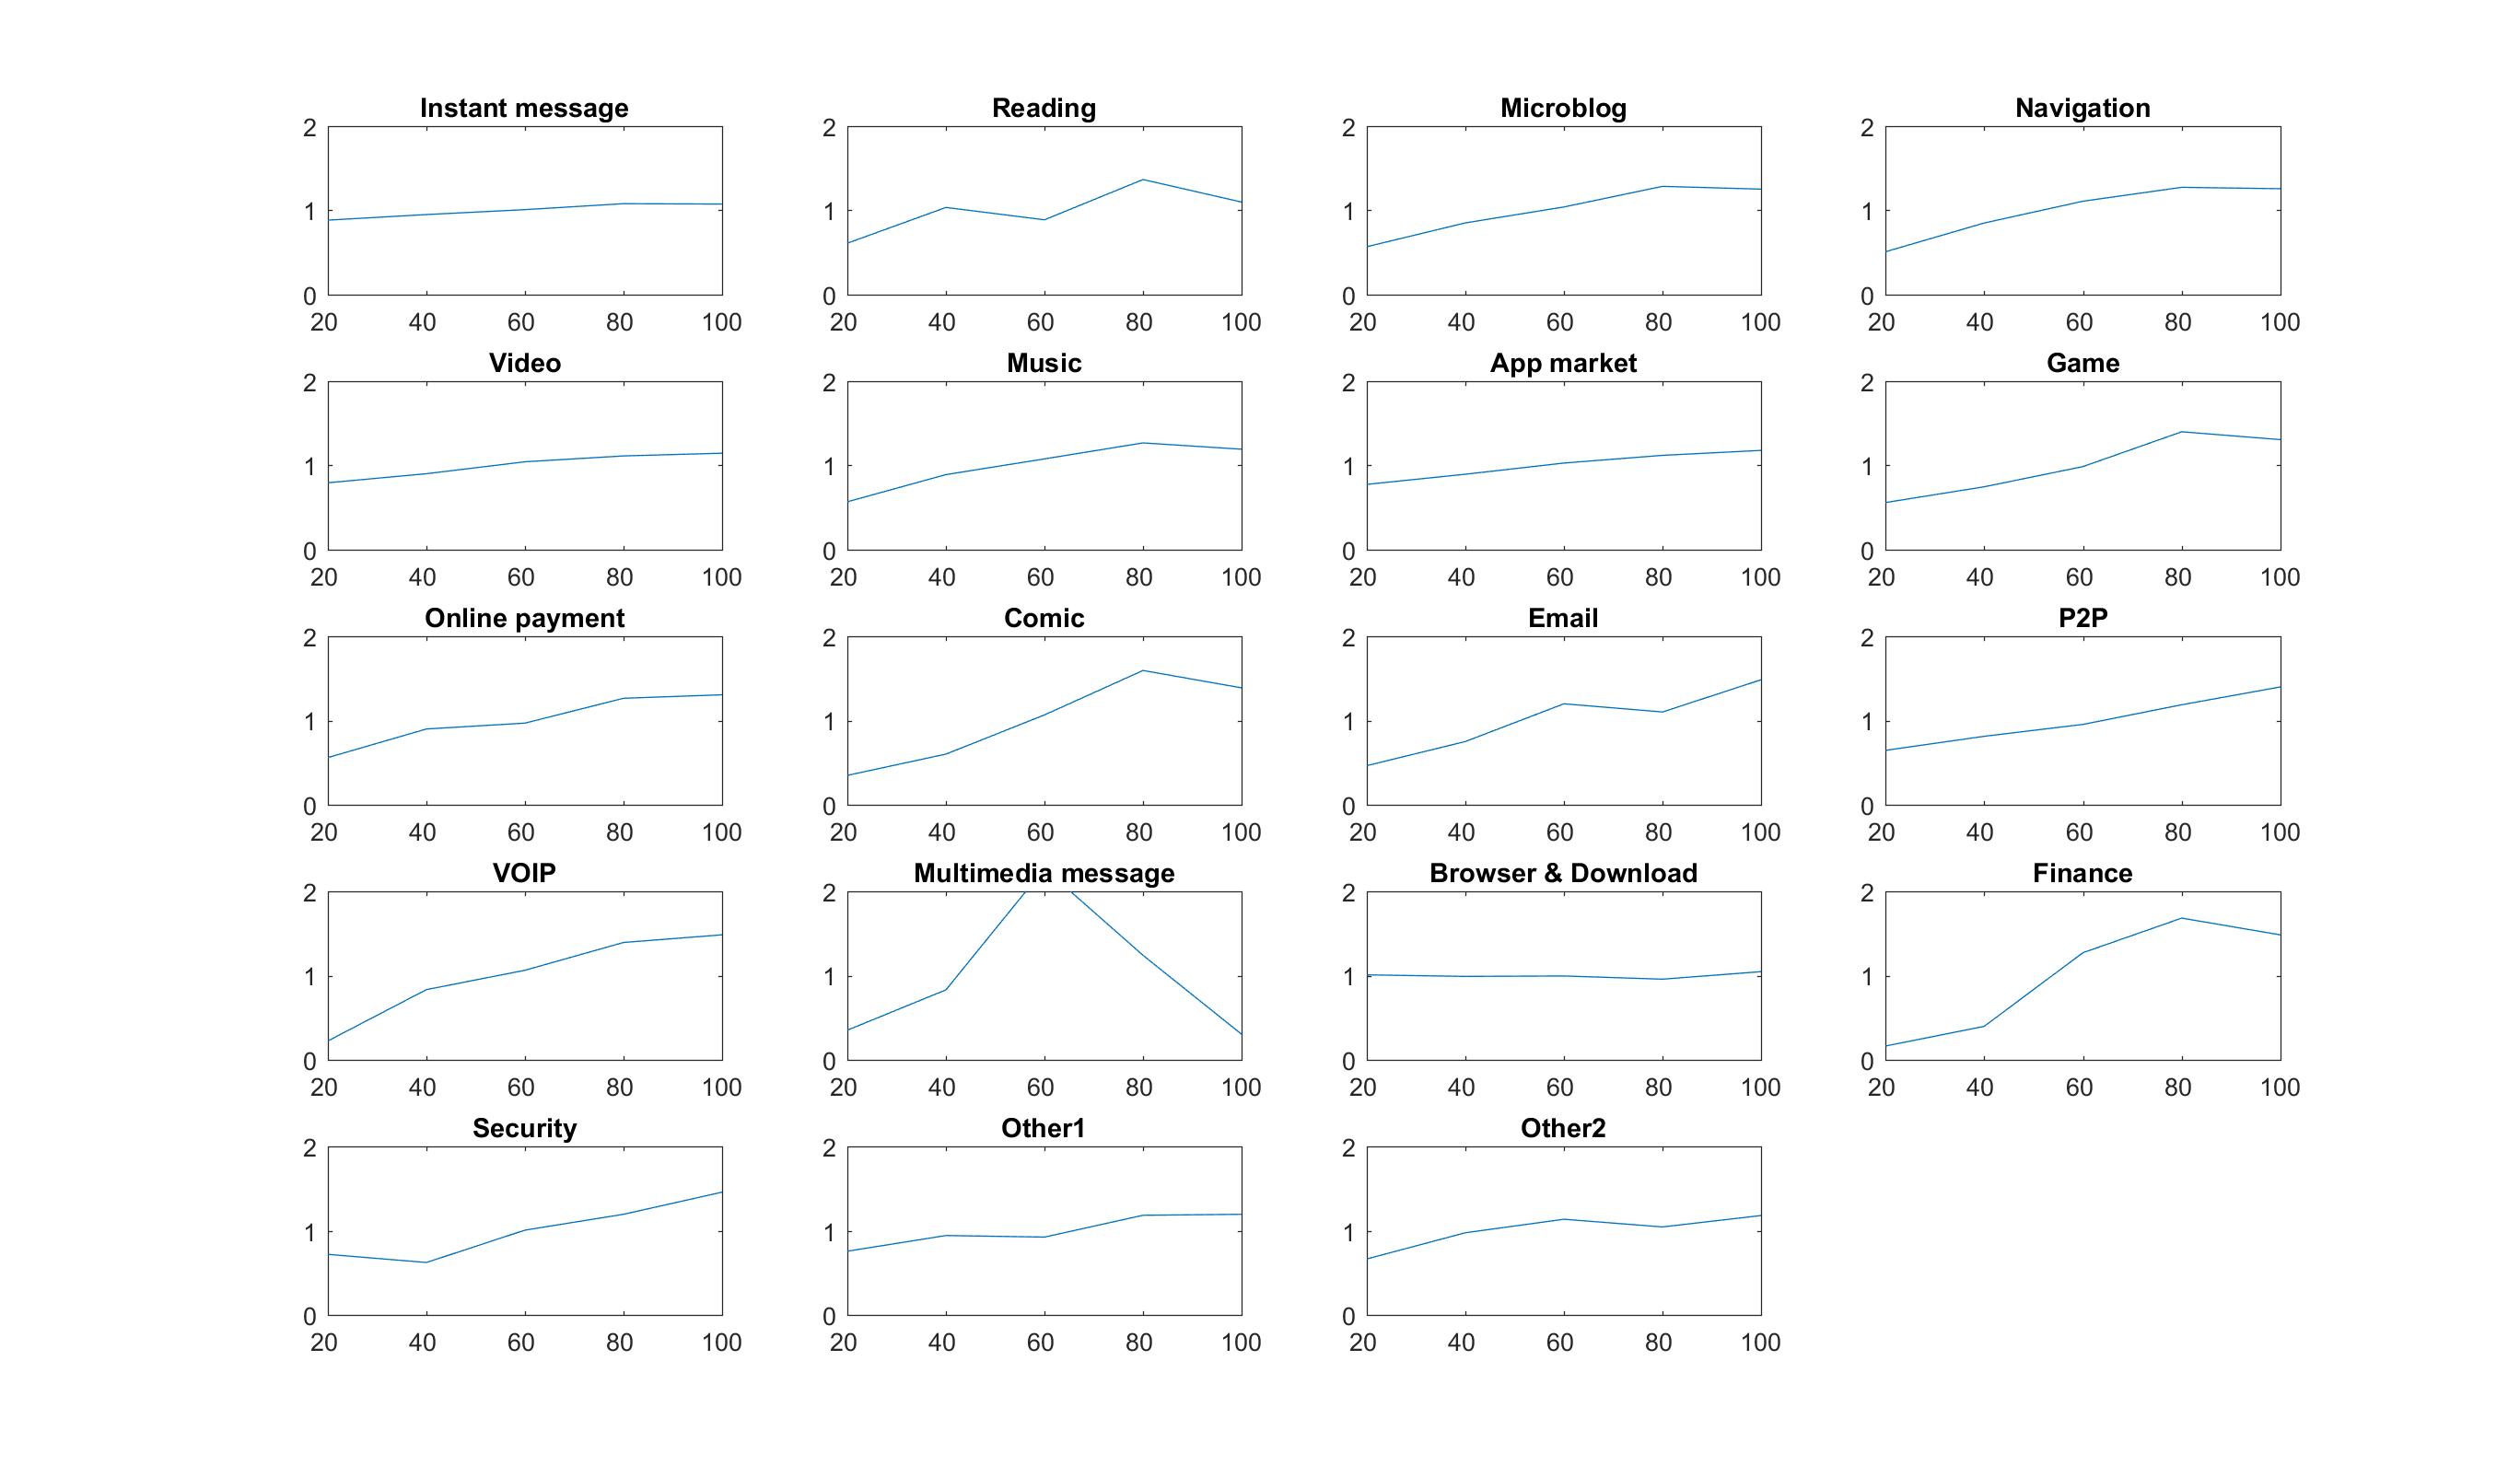 Instant message Reading Microblog Navigation
2 2 2 2
1 1 1 1
0 0 0 0
20 40 60 80 100 20 40 60 80 100 20 40 60 80 100 20 40 60 80 100
Video Music App market Game
2 2 2 2
1 1 1 1
0 0 0 0
20 40 60 80 100 20 40 60 80 100 20 40 60 80 100 20 40 60 80 100
Online payment Comic Email P2P
2 2 2 2
1 1 1 1
0 0 0 0
20 40 60 80 100 20 40 60 80 100 20 40 60 80 100 20 40 60 80 100
VOIP Multimedia message Browser & Download Finance
2 2 2 2
1 1 1 1
0 0 0 0
20 40 60 80 100 20 40 60 80 100 20 40 60 80 100 20 40 60 80 100
Security Other1 Other2
2 2 2
1 1 1
0 0 0
20 40 60 80 100 20 40 60 80 100 20 40 60 80 100